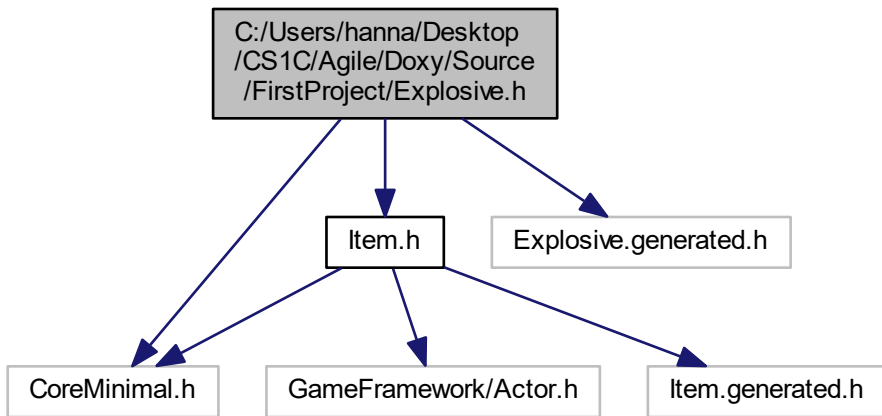 C:/Users/hanna/Desktop
/CS1C/Agile/Doxy/Source
/FirstProject/Explosive.h
Item.h
Explosive.generated.h
CoreMinimal.h
GameFramework/Actor.h
Item.generated.h